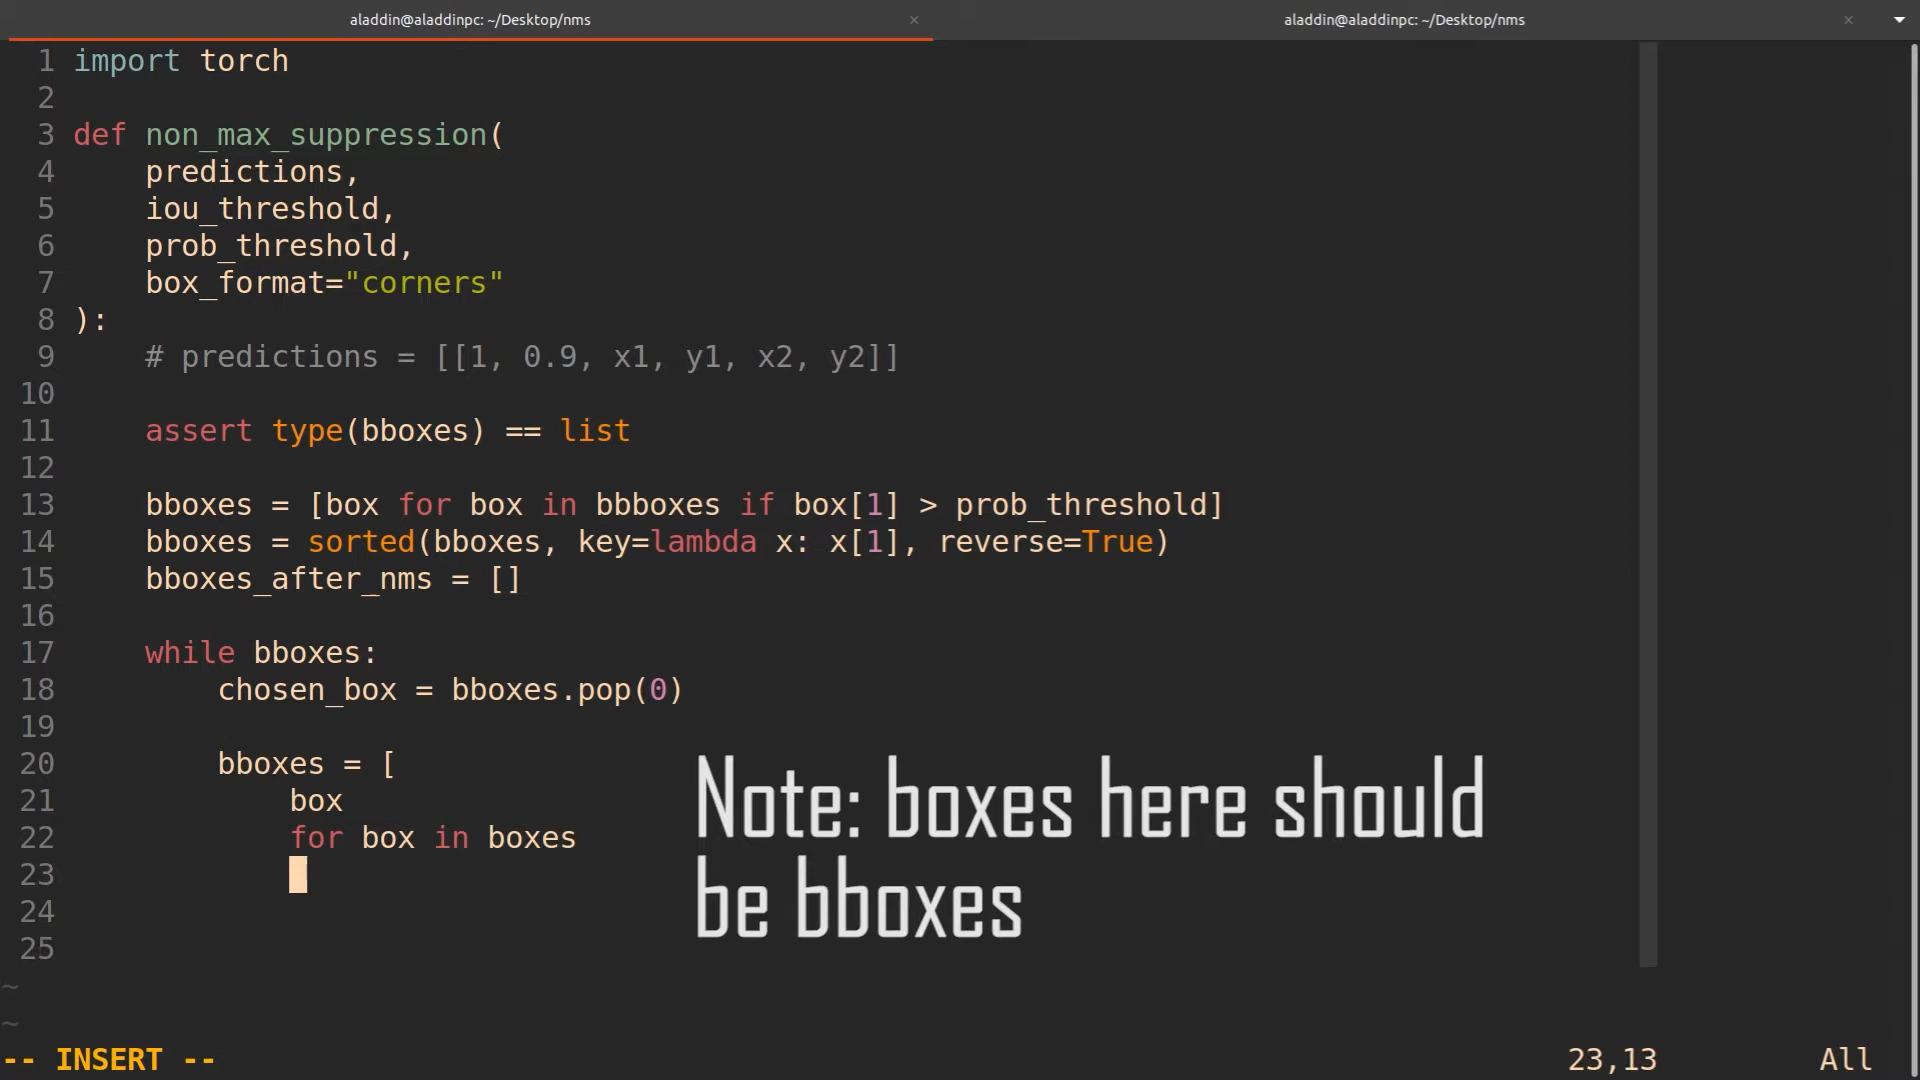 aladdin@aladdinpc: ~/Desktop/nms × aladdin@aladdinpc: ~/Desktop/nms ×
1 import torch
2
3 def non_max_suppression(
4     predictions,
5     iou_threshold,
6     prob_threshold,
7     box_format="corners"
8 ):
9     # predictions = [[1, 0.9, x1, y1, x2, y2]]
10
11     assert type(bboxes) == list
12
13     bboxes = [box for box in bbboxes if box[1] > prob_threshold]
14     bboxes = sorted(bboxes, key=lambda x: x[1], reverse=True)
15     bboxes_after_nms = []
16
17     while bboxes:
18         chosen_box = bboxes.pop(0)
19
20         bboxes = [
21             box
22             for box in boxes
23
24
25
~
~
Note: boxes here should
be bboxes
-- INSERT -- 23,13 All